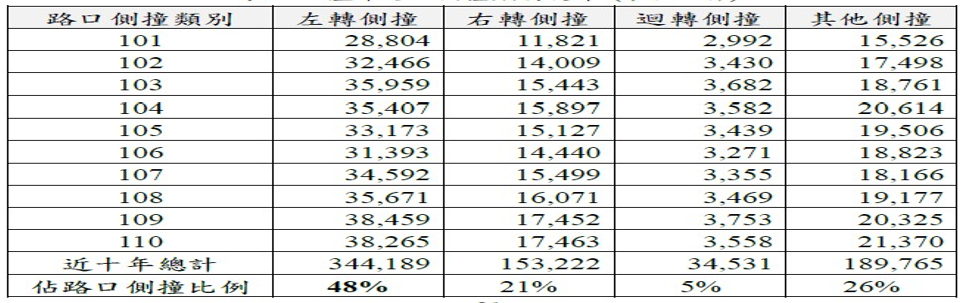 路口側撞類別 左轉側撞 右轉側撞 迴轉側撞 其他側撞
101 28,804 11,821 2,992 15,526
102 32,466 14,009 3,430 17,498
103 35,959 15,443 3,682 18,761
104 35,407 15,897 3,582 20,614
105 33,173 15,127 3,439 19,506
106 31,393 14,440 3,271 18,823
107 34,592 15,499 3,355 18,166
108 35,671 16,071 3,469 19,177
109 38,459 17,452 3,753 20,325
110 38,265 17,463 3,558 21,370
近十年總計 344,189 153,222 34,531 189,765
佔路口側撞比例 48% 21% 5% 26%